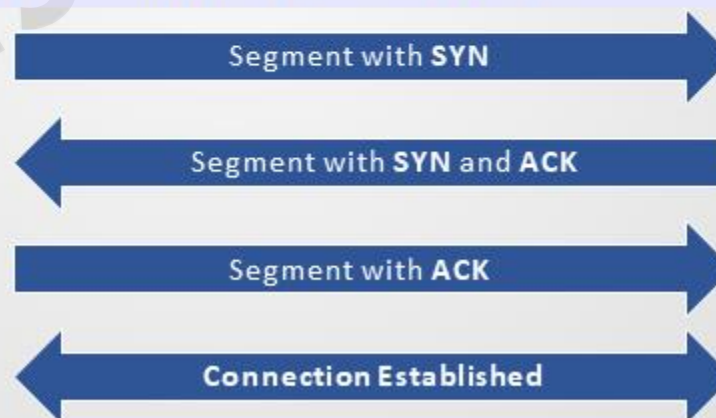 Segment with SYN
Segment with SYN and ACK
Segment with ACK
Connection Established